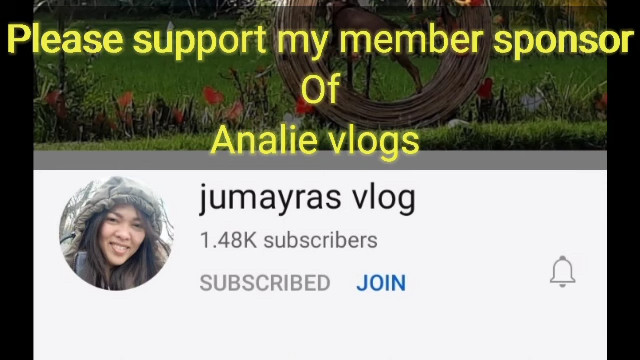 Please support my member sponsor
Of
Analie vlogs
jumayras vlog
1.48K subscribers
SUBSCRIBED JOIN